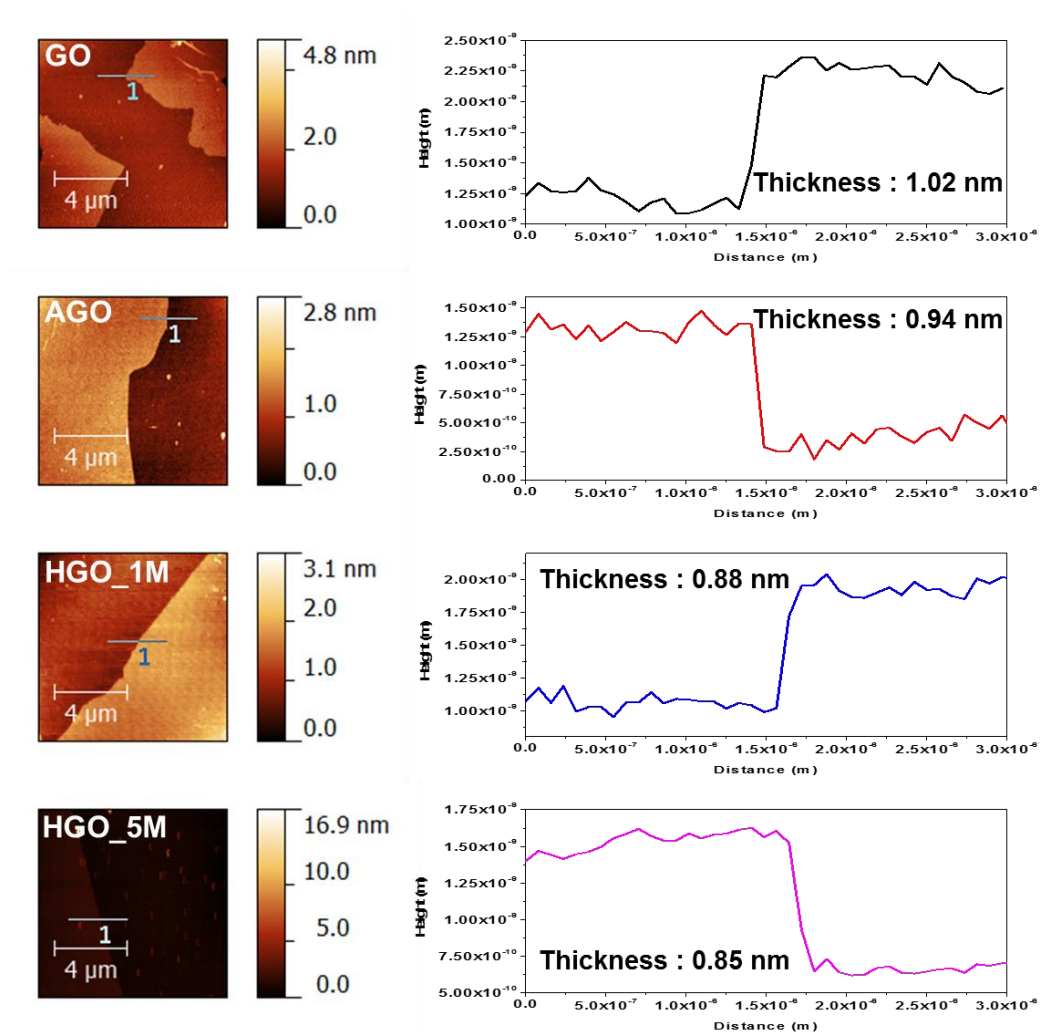 GO
1
4 µm
4.8 nm
2.0
0.0
2.50x10⁻⁹
2.25x10⁻⁹
2.00x10⁻⁹
1.75x10⁻⁹
1.50x10⁻⁹
1.25x10⁻⁹
1.00x10⁻⁹
Height (m)
Thickness : 1.02 nm
0.0
5.0x10⁻⁷
1.0x10⁻⁶
1.5x10⁻⁶
2.0x10⁻⁶
2.5x10⁻⁶
3.0x10⁻⁶
Distance (m)
AGO
1
4 µm
2.8 nm
1.0
0.0
1.50x10⁻⁹
1.25x10⁻⁹
1.00x10⁻⁹
7.50x10⁻¹⁰
5.00x10⁻¹⁰
2.50x10⁻¹⁰
0.00
Height (m)
Thickness : 0.94 nm
0.0
5.0x10⁻⁷
1.0x10⁻⁶
1.5x10⁻⁶
2.0x10⁻⁶
2.5x10⁻⁶
3.0x10⁻⁶
Distance (m)
HGO_1M
1
4 µm
3.1 nm
2.0
1.0
0.0
2.00x10⁻⁹
1.75x10⁻⁹
1.50x10⁻⁹
1.25x10⁻⁹
1.00x10⁻⁹
Height (m)
Thickness : 0.88 nm
0.0
5.0x10⁻⁷
1.0x10⁻⁶
1.5x10⁻⁶
2.0x10⁻⁶
2.5x10⁻⁶
3.0x10⁻⁶
Distance (m)
HGO_5M
1
4 µm
16.9 nm
10.0
5.0
0.0
1.75x10⁻⁹
1.50x10⁻⁹
1.25x10⁻⁹
1.00x10⁻⁹
7.50x10⁻¹⁰
5.00x10⁻¹⁰
Height (m)
Thickness : 0.85 nm
0.0
5.0x10⁻⁷
1.0x10⁻⁶
1.5x10⁻⁶
2.0x10⁻⁶
2.5x10⁻⁶
3.0x10⁻⁶
Distance (m)